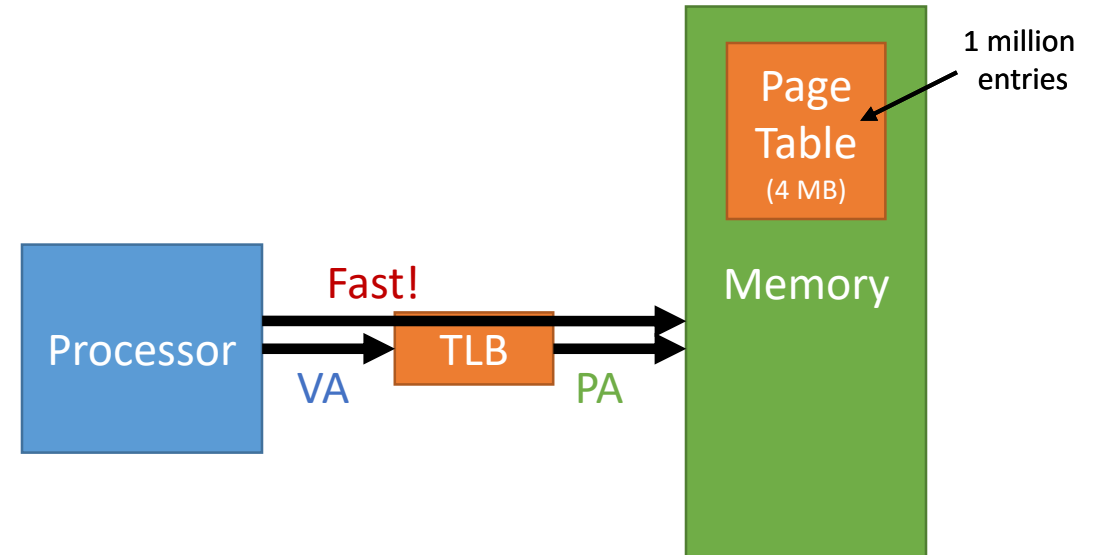 1 million
entries
Page
Table
(4 MB)
Memory
Fast!
Processor
TLB
VA
PA